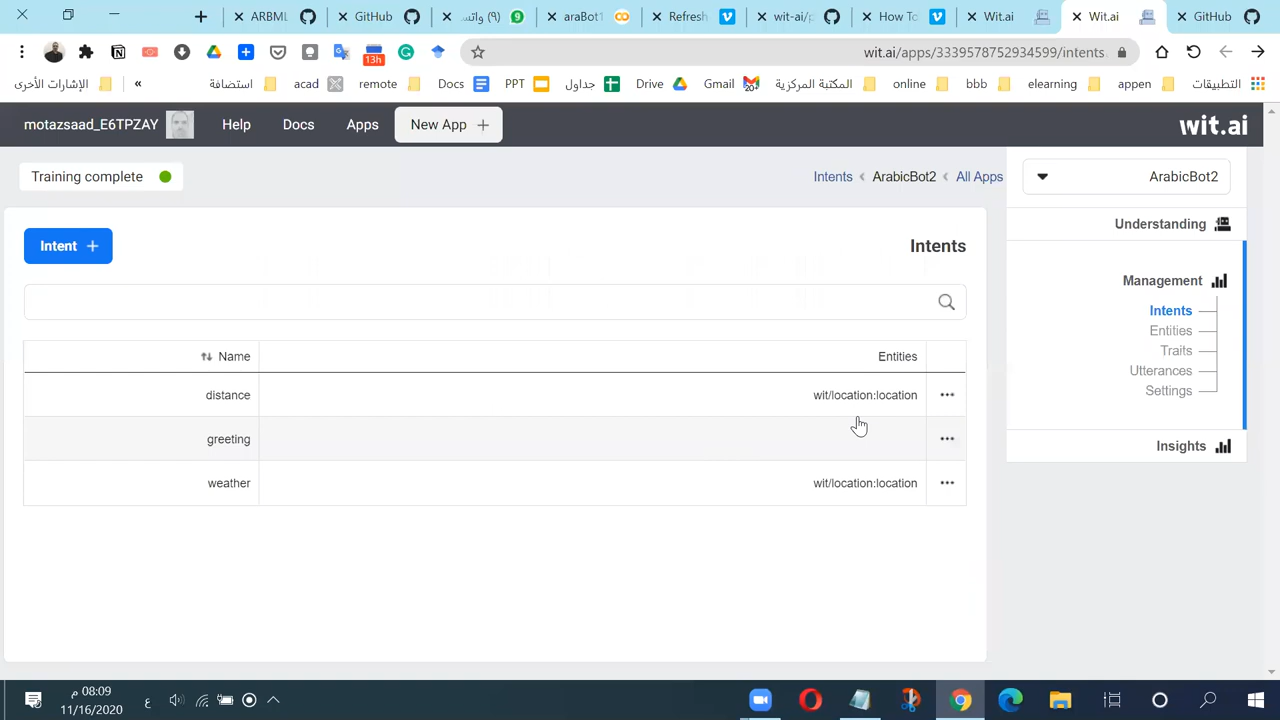 ARBML
GitHub
واتس (٩)
araBot1
Refresh
wit-ai/p
How To
Wit.ai
Wit.ai
GitHub
13h
wit.ai/apps/333957875293459​9/intents
الإشارات الأخرى
»
استضافة
acad
remote
Docs
PPT
جداول
Drive
Gmail
المكتبة المركزية
online
bbb
elearning
appen
التطبيقات
motazsaad_E6TPZAY
Help
Docs
Apps
New App +
wit.ai
Training complete
Intents < ArabicBot2 < All Apps
ArabicBot2
Understanding
Intent +
Intents
Management
Intents
Entities
Traits
Utterances
Settings
Insights
Name
Entities
distance
wit/location:location
greeting
weather
wit/location:location
08:09 م
11/16/2020
ع